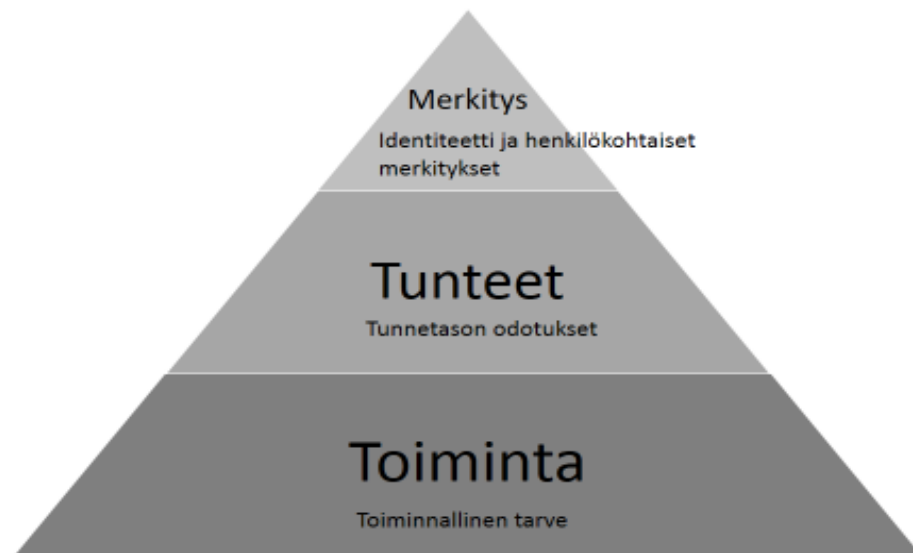 Merkitys
Identiteetti ja henkilökohtaiset
merkitykset
Tunteet
Tunnetason odotukset
Toiminta
Toiminnallinen tarve